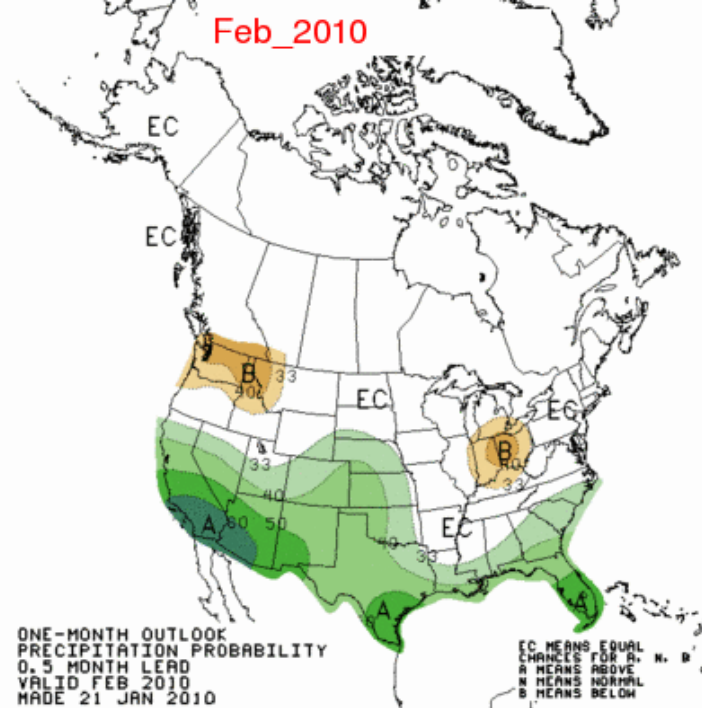 Feb_2010
EC
EC
B
33
40
EC
EC
B
40
33
33
40
A 60 50
EC
40
33
A
A
ONE-MONTH OUTLOOK
PRECIPITATION PROBABILITY
0.5 MONTH LEAD
VALID FEB 2010
MADE 21 JAN 2010
EC MEANS EQUAL
CHANCES FOR A, N, B
A MEANS ABOVE
N MEANS NORMAL
B MEANS BELOW